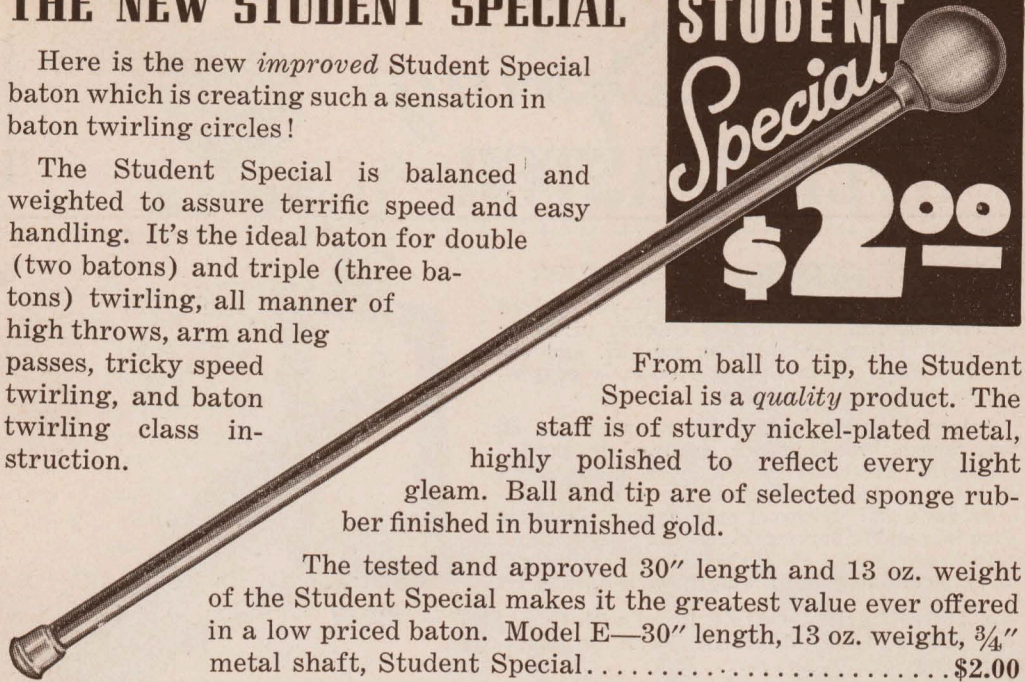 THE NEW STUDENT SPECIAL
Here is the new improved Student Special
baton which is creating such a sensation in
baton twirling circles!
The Student Special is balanced and
weighted to assure terrific speed and easy
handling. It's the ideal baton for double
(two batons) and triple (three ba-
tons) twirling, all manner of
high throws, arm and leg
passes, tricky speed
twirling, and baton
twirling class in-
struction.
STUDENT
Special
$2.00
From ball to tip, the Student
Special is a quality product. The
staff is of sturdy nickel-plated metal,
highly polished to reflect every light
gleam. Ball and tip are of selected sponge rub-
ber finished in burnished gold.
The tested and approved 30″ length and 13 oz. weight
of the Student Special makes it the greatest value ever offered
in a low priced baton. Model E—30″ length, 13 oz. weight, ¾″
metal shaft, Student Special..............................$2.00